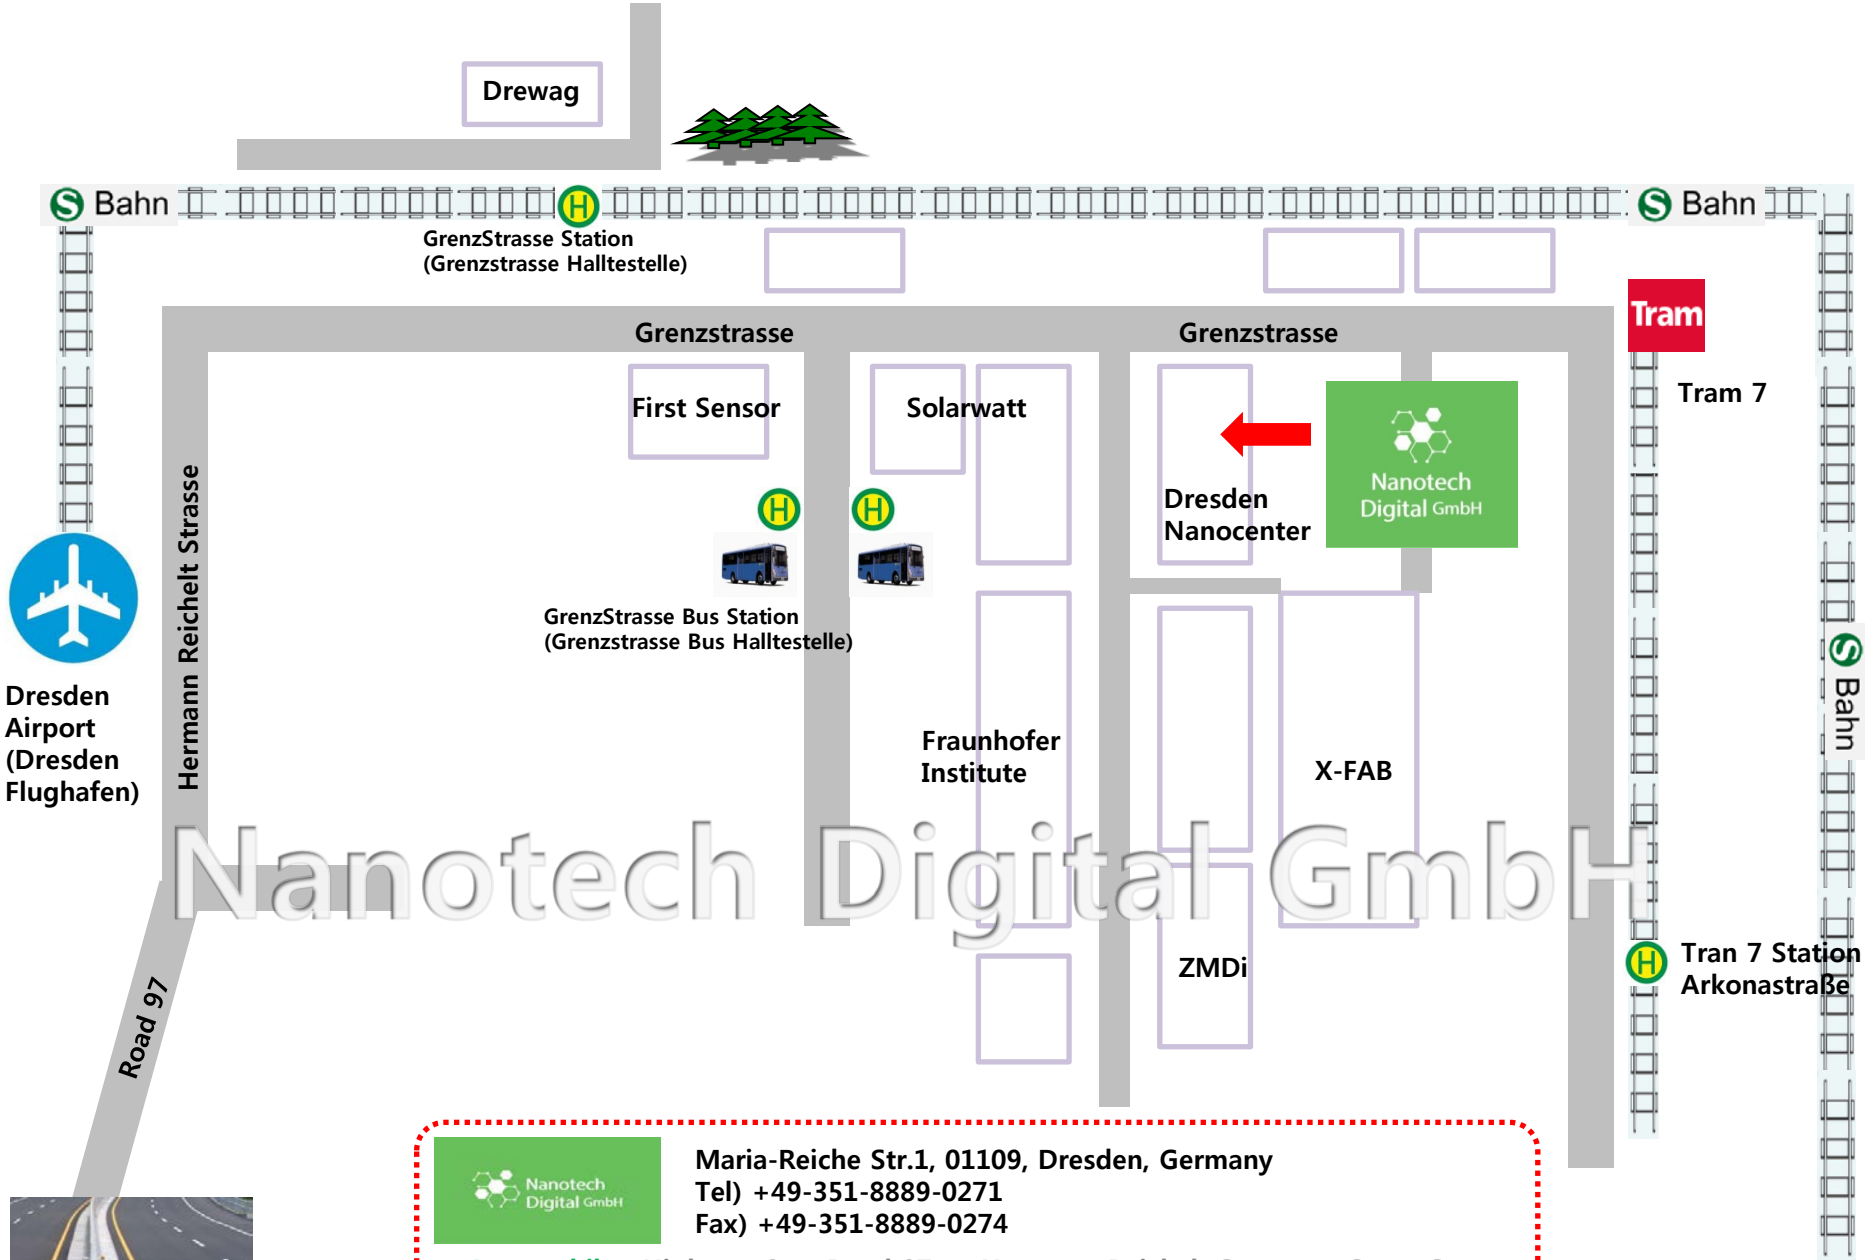 Drewag
S Bahn
H
S Bahn
GrenzStrasse Station
(Grenzstrasse Halltestelle)
Tram
Grenzstrasse
Grenzstrasse
Tram 7
First Sensor
Solarwatt
Nanotech
Digital GmbH
Dresden
Nanocenter
H
H
Hermann Reichelt Strasse
GrenzStrasse Bus Station
(Grenzstrasse Bus Halltestelle)
S Bahn
Dresden
Airport
(Dresden
Flughafen)
Fraunhofer
Institute
X-FAB
Nanotech Digital GmbH
ZMDi
H
Tran 7 Station
Arkonastraße
Road 97
Nanotech
Digital GmbH
Maria-Reiche Str.1, 01109, Dresden, Germany
Tel) +49-351-8889-0271
Fax) +49-351-8889-0274